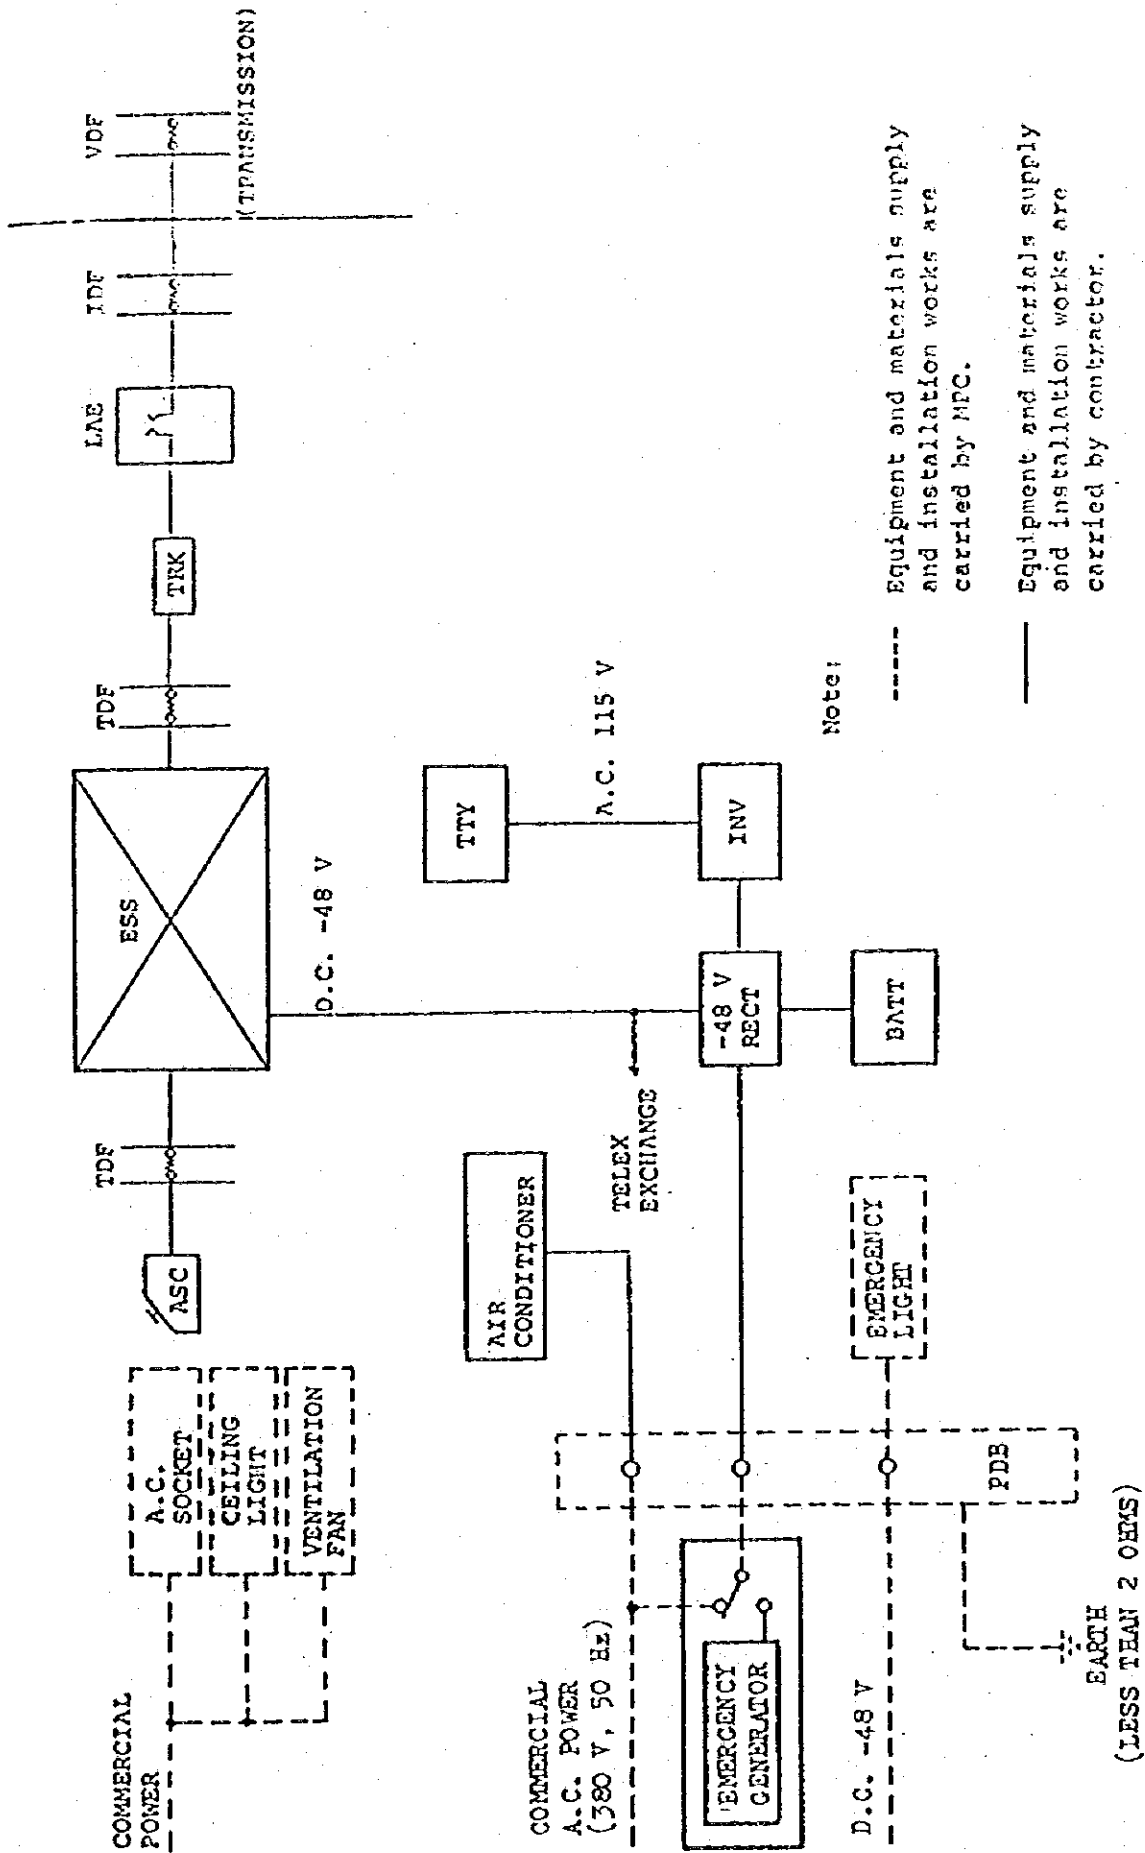 COMMERCIAL
POWER
A.C.
SOCKET
CEILING
LIGHT
VENTILATION
FAN
ASC
TDF
ESS
TDF
TRK
LAE
IDF
VDF
(TRANSMISSION)
D.C. -48 V
AIR
CONDITIONER
TELEX
EXCHANGE
TTY
A.C. 115 V
COMMERCIAL
A.C. POWER
(380 V, 50 Hz)
EMERGENCY
GENERATOR
-48 V
RECT
INV
BATT
D.C. -48 V
EMERGENCY
LIGHT
PDB
EARTH
(LESS THAN 2 OHMS)
Note:
Equipment and materials supply
and installation works are
carried by MPC.
Equipment and materials supply
and installation works are
carried by contractor.